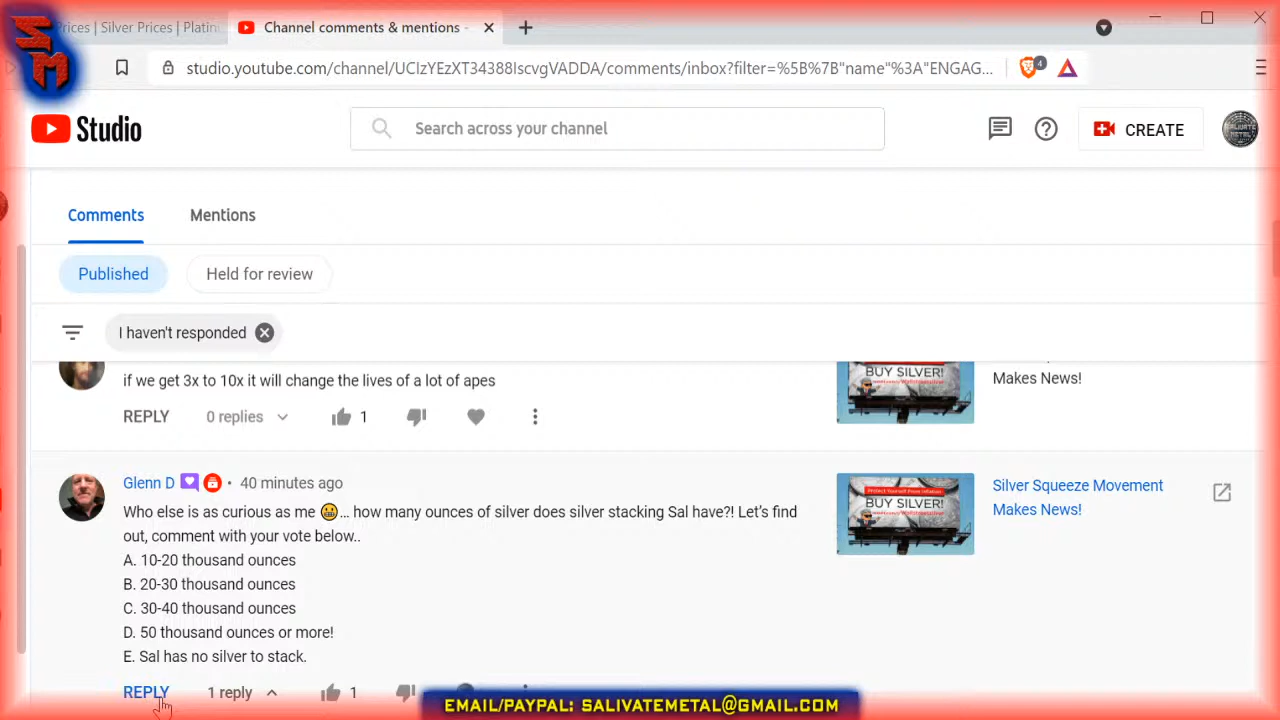 SM
Prices | Silver Prices | Platin
Channel comments & mentions -
studio.youtube.com/channel/UCIzYEzXT34388IscvgVADDA/comments/inbox?filter=%5B%7B"name"%3A"ENGAG...
4
Studio
Search across your channel
CREATE
Comments
Mentions
Published
Held for review
I haven't responded
if we get 3x to 10x it will change the lives of a lot of apes
REPLY
0 replies
1
BUY SILVER!
Makes News!
Glenn D • 40 minutes ago
Who else is as curious as me 😬... how many ounces of silver does silver stacking Sal have?! Let's find
out, comment with your vote below..
A. 10-20 thousand ounces
B. 20-30 thousand ounces
C. 30-40 thousand ounces
D. 50 thousand ounces or more!
E. Sal has no silver to stack.
Protect Yourself From Inflation
BUY SILVER!
Silver Squeeze Movement
Makes News!
REPLY
1 reply
1
EMAIL/PAYPAL: SALIVATEMETAL@GMAIL.COM